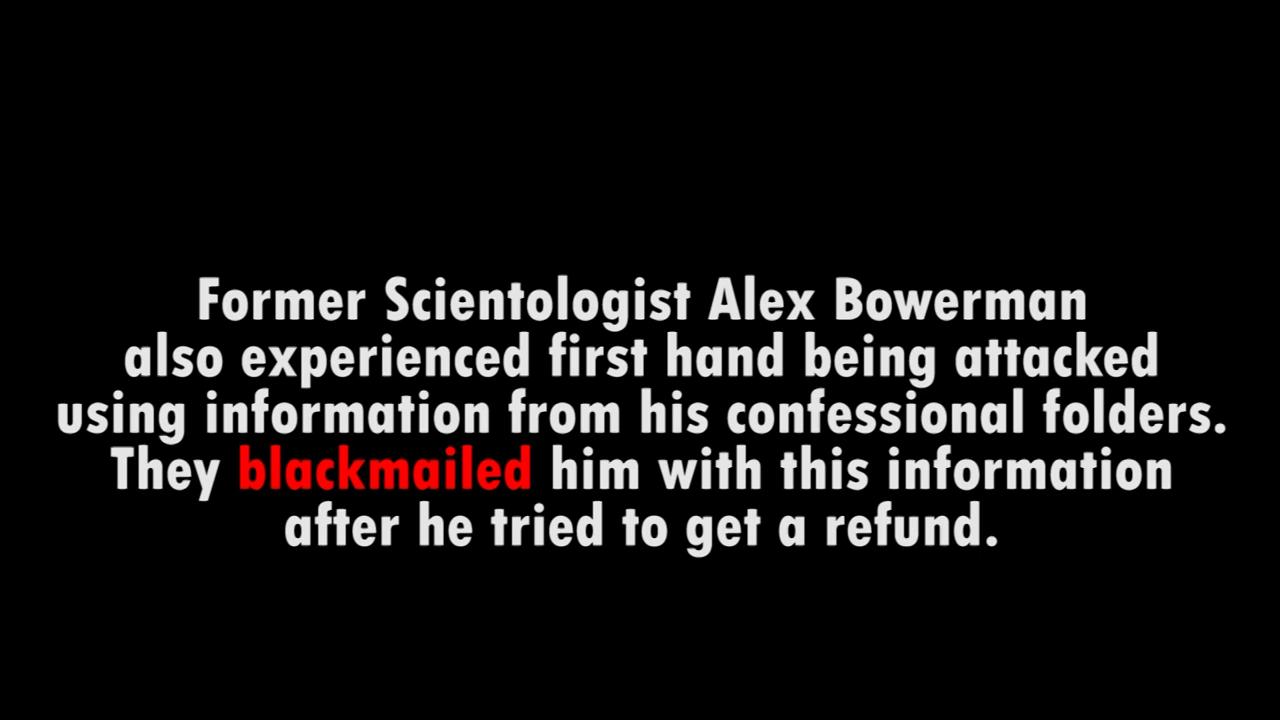 Former Scientologist Alex Bowerman
also experienced first hand being attacked
using information from his confessional folders.
They blackmailed him with this information
after he tried to get a refund.